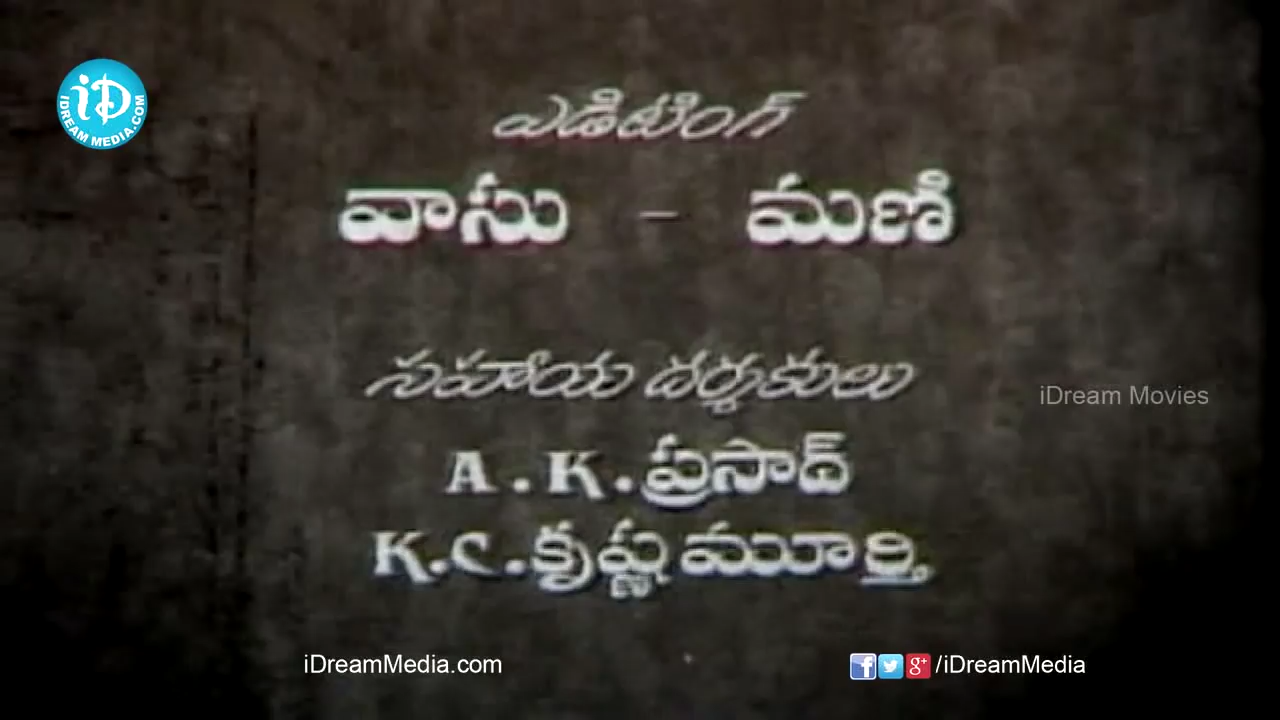 iD
IDREAM MEDIA.COM
ఎడిటింగ్
వాసు - మణి
సహాయ దర్శకులు
iDream Movies
A.K.ప్రసాద్
K.C.కృష్ణమూర్తి
iDreamMedia.com
/iDreamMedia